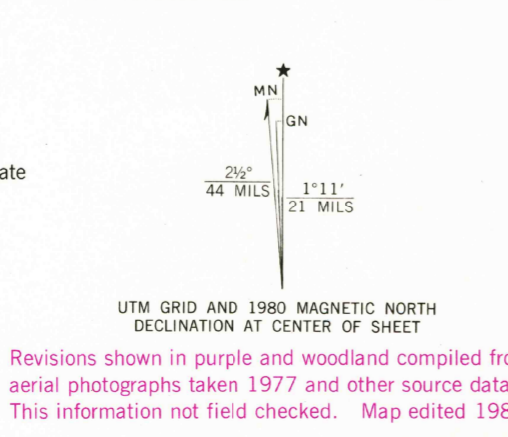 ate
MN
GN
2½°
44 MILS
1°11′
21 MILS
UTM GRID AND 1980 MAGNETIC NORTH
DECLINATION AT CENTER OF SHEET
Revisions shown in purple and woodland compiled
aerial photographs taken 1977 and other source data
This information not field checked. Map edited